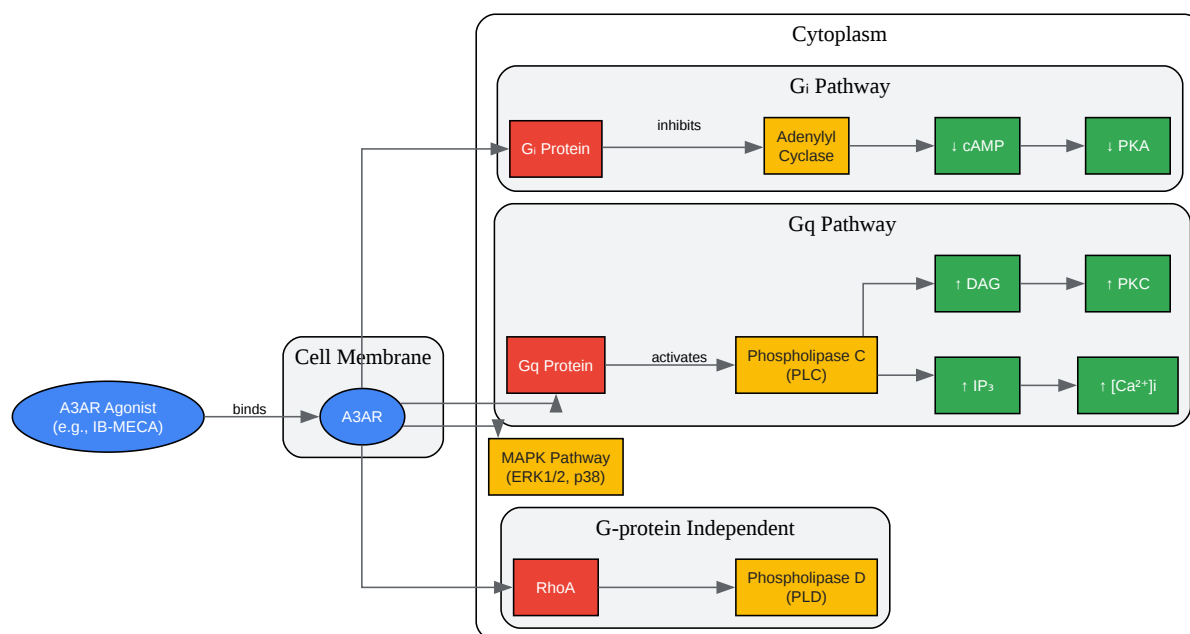 Cytoplasm
Gᵢ Pathway
Gᵢ Protein
inhibits
Adenylyl
Cyclase
↓ cAMP
↓ PKA
Gq Pathway
↑ DAG
↑ PKC
Gq Protein
activates
Phospholipase C
(PLC)
↑ IP₃
↑ [Ca²⁺]i
Cell Membrane
A3AR Agonist
(e.g., IB-MECA)
binds
A3AR
MAPK Pathway
(ERK1/2, p38)
G-protein Independent
RhoA
Phospholipase D
(PLD)